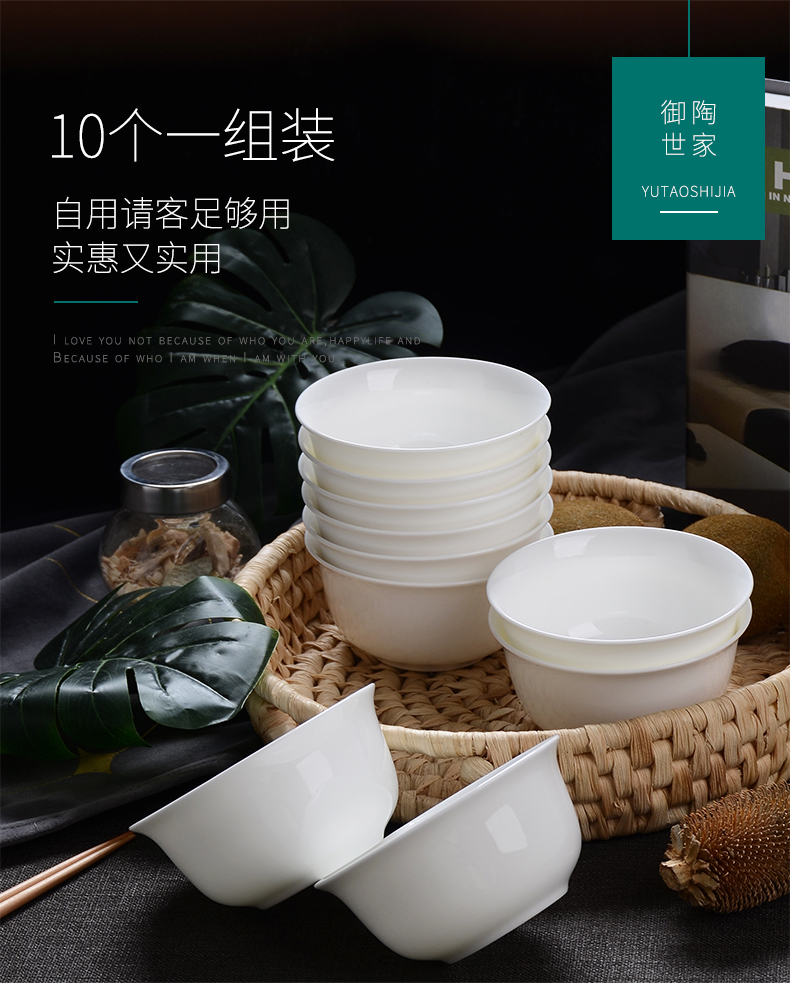 10个一组装
自用请客足够用
实惠又实用
I LOVE YOU NOT BECAUSE OF WHO YOU ARE,HAPPYLIFE AND
BECAUSE OF WHO I AM WHEN I AM WITH YOU
御陶
世家
YUTAOSHIJIA
H
IN N